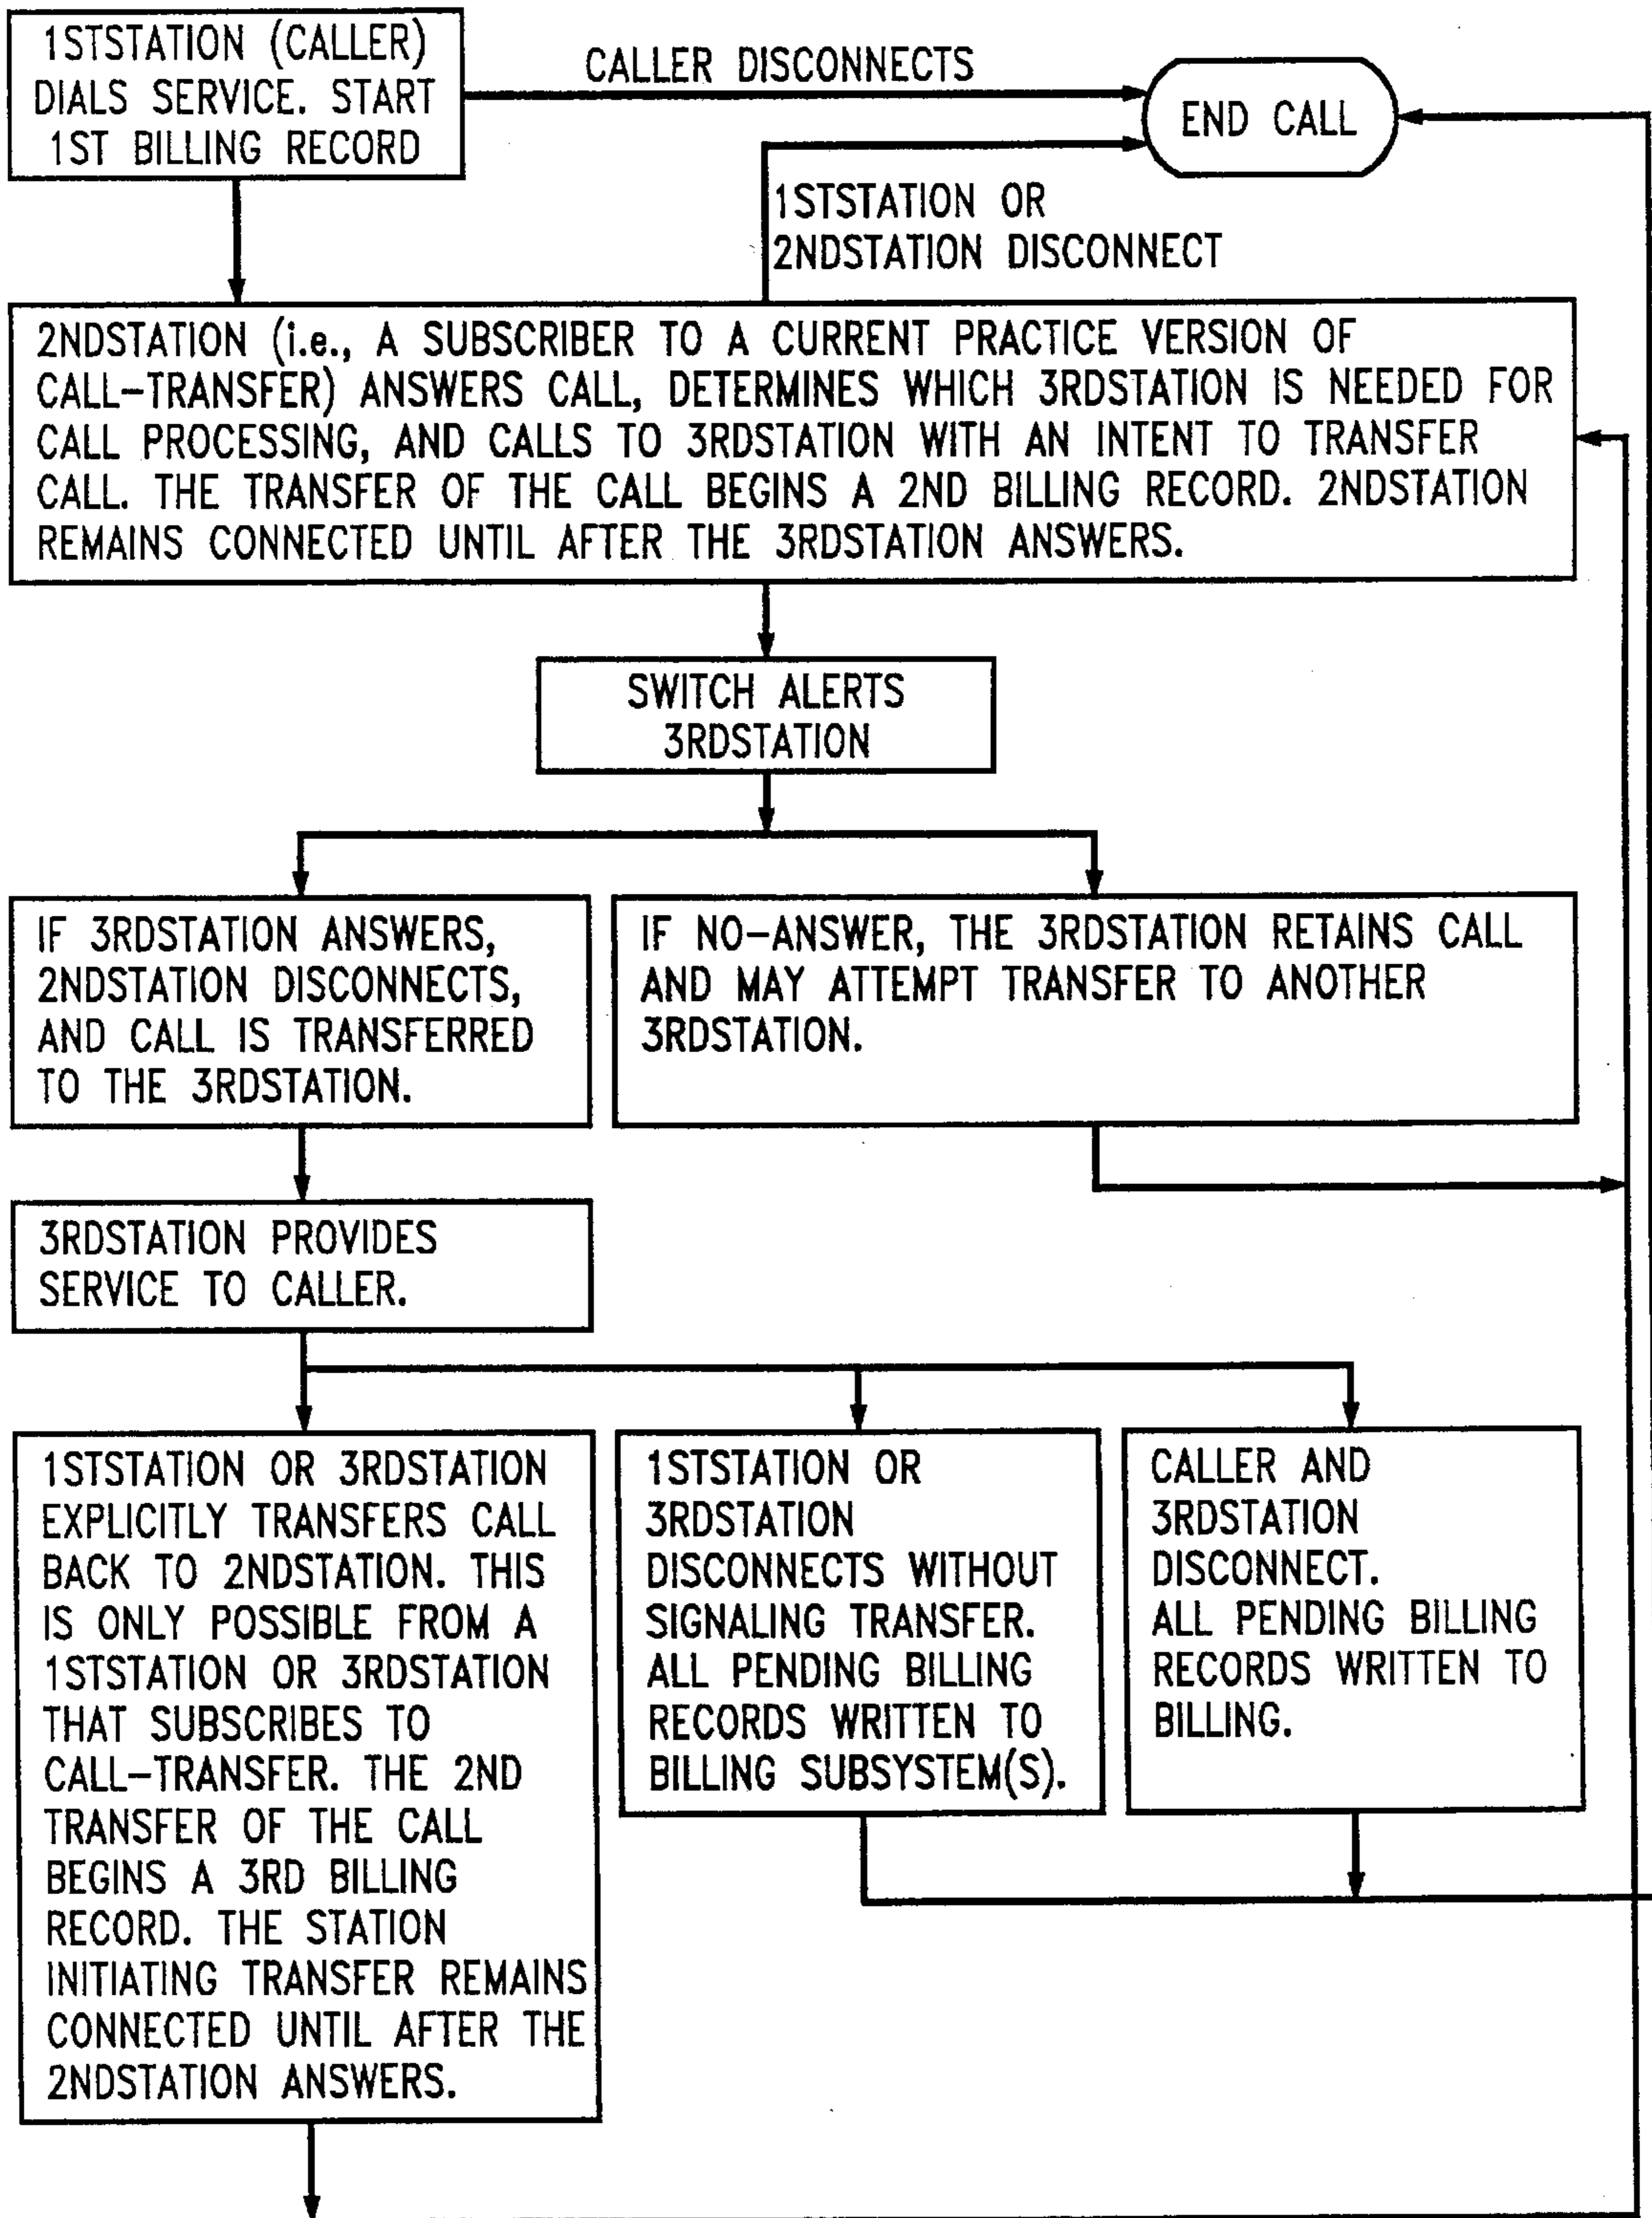 1STSTATION (CALLER)
DIALS SERVICE. START
1ST BILLING RECORD
CALLER DISCONNECTS
END CALL
1STSTATION OR
2NDSTATION DISCONNECT
2NDSTATION (i.e., A SUBSCRIBER TO A CURRENT PRACTICE VERSION OF
CALL-TRANSFER) ANSWERS CALL, DETERMINES WHICH 3RDSTATION IS NEEDED FOR
CALL PROCESSING, AND CALLS TO 3RDSTATION WITH AN INTENT TO TRANSFER
CALL. THE TRANSFER OF THE CALL BEGINS A 2ND BILLING RECORD. 2NDSTATION
REMAINS CONNECTED UNTIL AFTER THE 3RDSTATION ANSWERS.
SWITCH ALERTS
3RDSTATION
IF 3RDSTATION ANSWERS,
2NDSTATION DISCONNECTS,
AND CALL IS TRANSFERRED
TO THE 3RDSTATION.
IF NO-ANSWER, THE 3RDSTATION RETAINS CALL
AND MAY ATTEMPT TRANSFER TO ANOTHER
3RDSTATION.
3RDSTATION PROVIDES
SERVICE TO CALLER.
1STSTATION OR 3RDSTATION
EXPLICITLY TRANSFERS CALL
BACK TO 2NDSTATION. THIS
IS ONLY POSSIBLE FROM A
1STSTATION OR 3RDSTATION
THAT SUBSCRIBES TO
CALL-TRANSFER. THE 2ND
TRANSFER OF THE CALL
BEGINS A 3RD BILLING
RECORD. THE STATION
INITIATING TRANSFER REMAINS
CONNECTED UNTIL AFTER THE
2NDSTATION ANSWERS.
1STSTATION OR
3RDSTATION
DISCONNECTS WITHOUT
SIGNALING TRANSFER.
ALL PENDING BILLING
RECORDS WRITTEN TO
BILLING SUBSYSTEM(S).
CALLER AND
3RDSTATION
DISCONNECT.
ALL PENDING BILLING
RECORDS WRITTEN TO
BILLING.